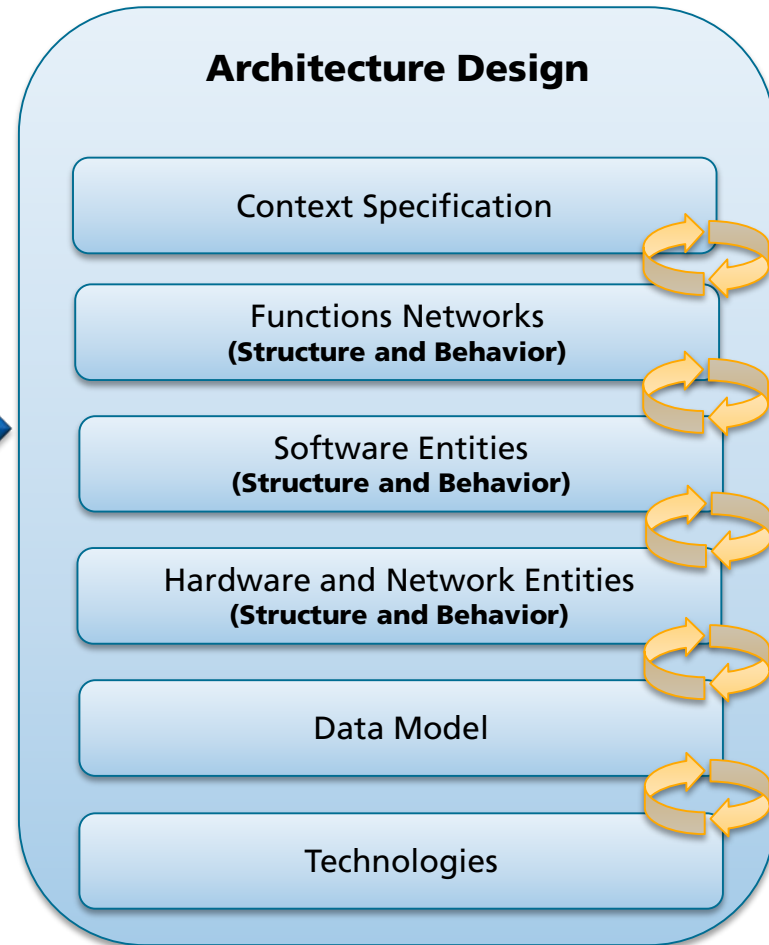 Architecture Design
Context Specification
Functions Networks
(Structure and Behavior)
Software Entities
(Structure and Behavior)
Hardware and Network Entities
(Structure and Behavior)
Data Model
Technologies